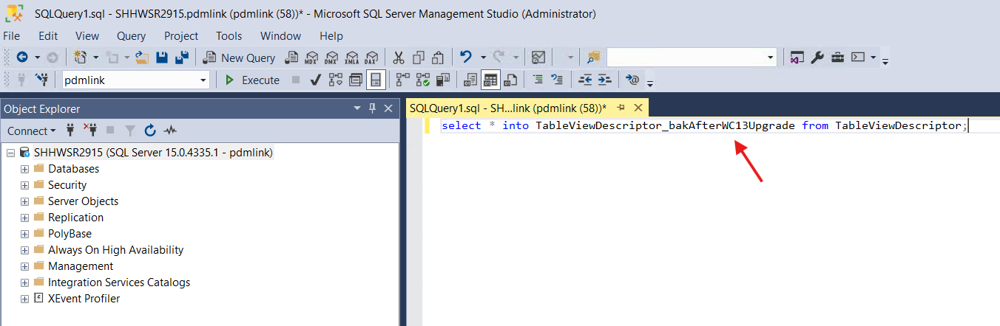 SQLQuery1.sql - SHHWSR2915.pdmlink (pdmlink (58))* - Microsoft SQL Server Management Studio (Administrator)
File Edit View Query Project Tools Window Help
New Query MDX DMX XMLA DAX
pdmlink Execute
Object Explorer
SQLQuery1.sql - SH...link (pdmlink (58))*
Connect
select * into TableViewDescriptor_bakAfterWC13Upgrade from TableViewDescriptor;
SHHWSR2915 (SQL Server 15.0.4335.1 - pdmlink)
Databases
Security
Server Objects
Replication
PolyBase
Always On High Availability
Management
Integration Services Catalogs
XEvent Profiler